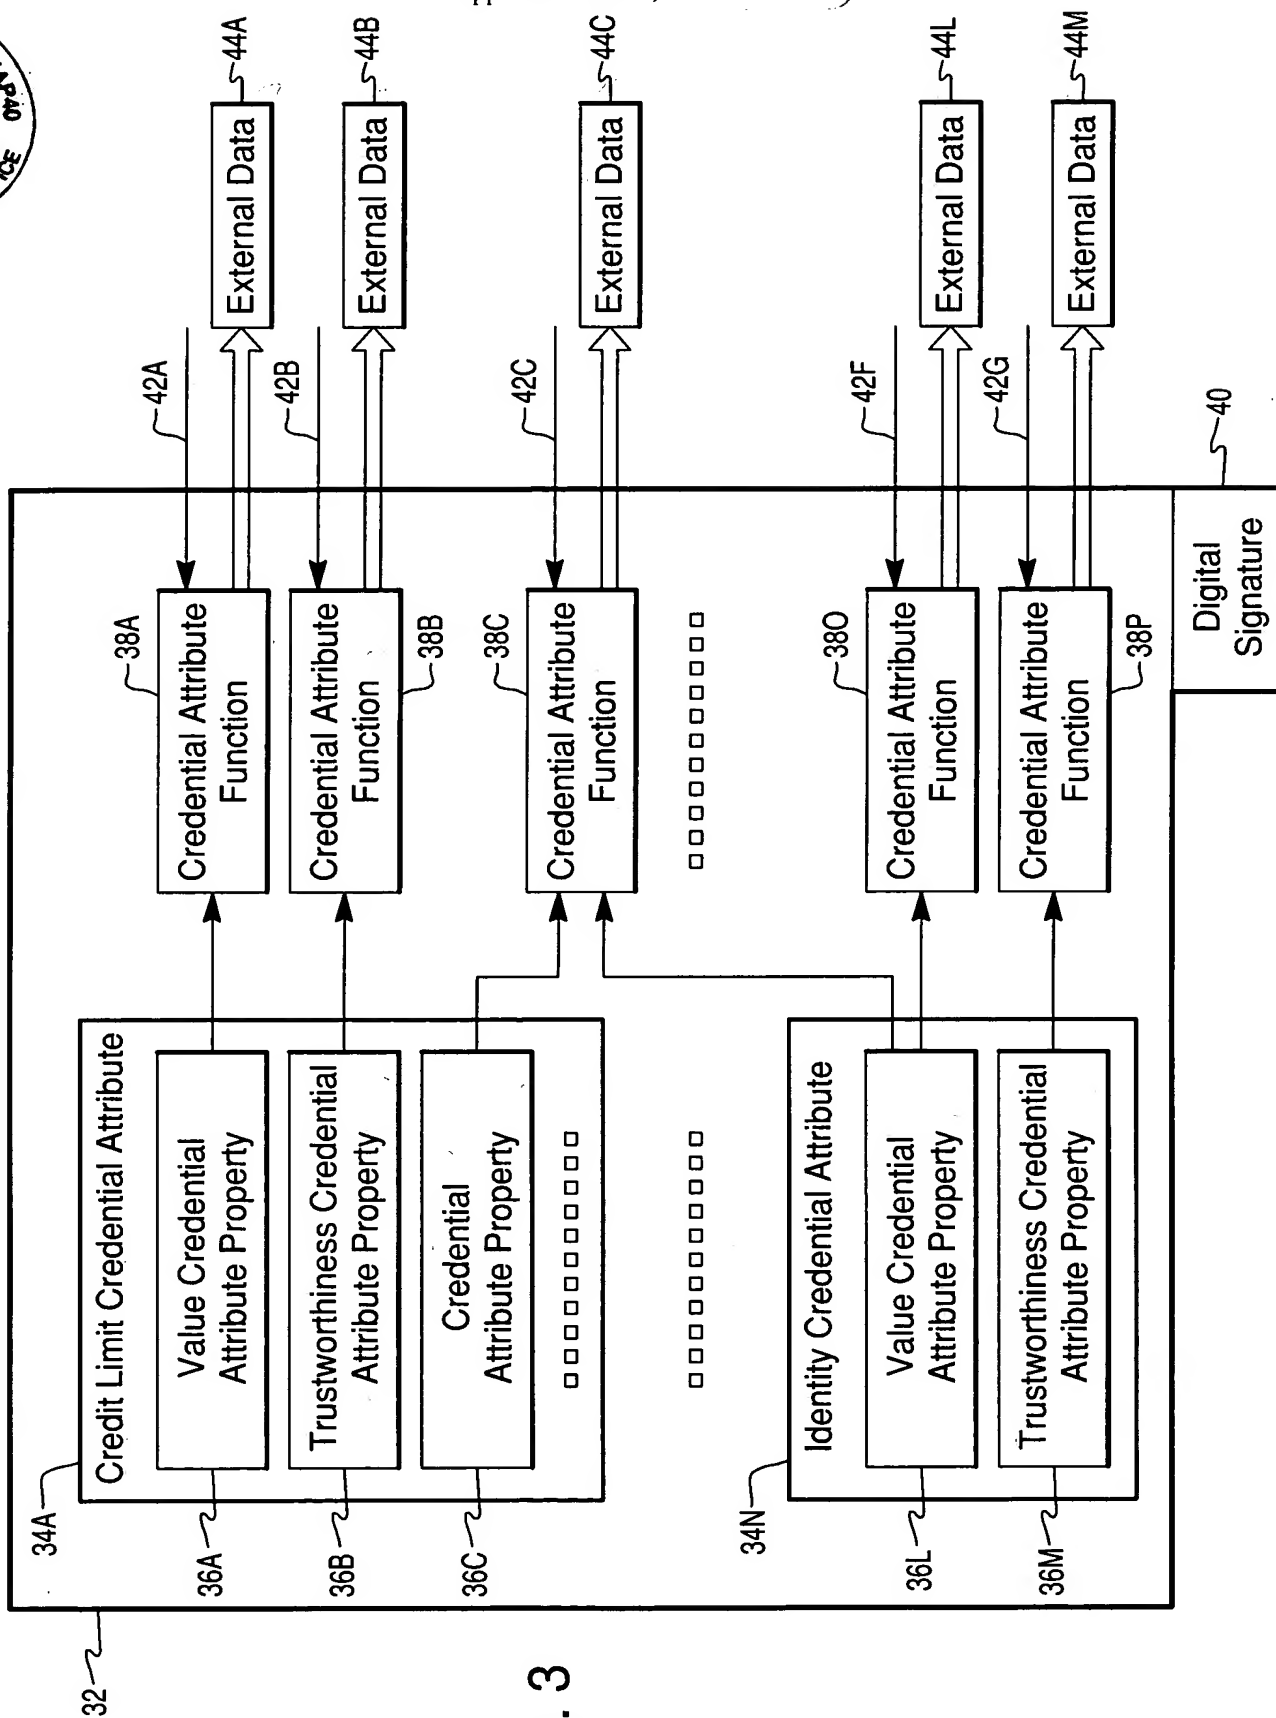 32
34A
Credit Limit Credential Attribute
36A
Value Credential
Attribute Property
38A
Credential Attribute
Function
42A
External Data
44A
36B
Trustworthiness Credential
Attribute Property
38B
Credential Attribute
Function
42B
External Data
44B
36C
Credential
Attribute Property
38C
Credential Attribute
Function
42C
External Data
44C
34N
Identity Credential Attribute
36L
Value Credential
Attribute Property
38O
Credential Attribute
Function
42F
External Data
44L
36M
Trustworthiness Credential
Attribute Property
38P
Credential Attribute
Function
42G
External Data
44M
Digital
Signature
40
. 3